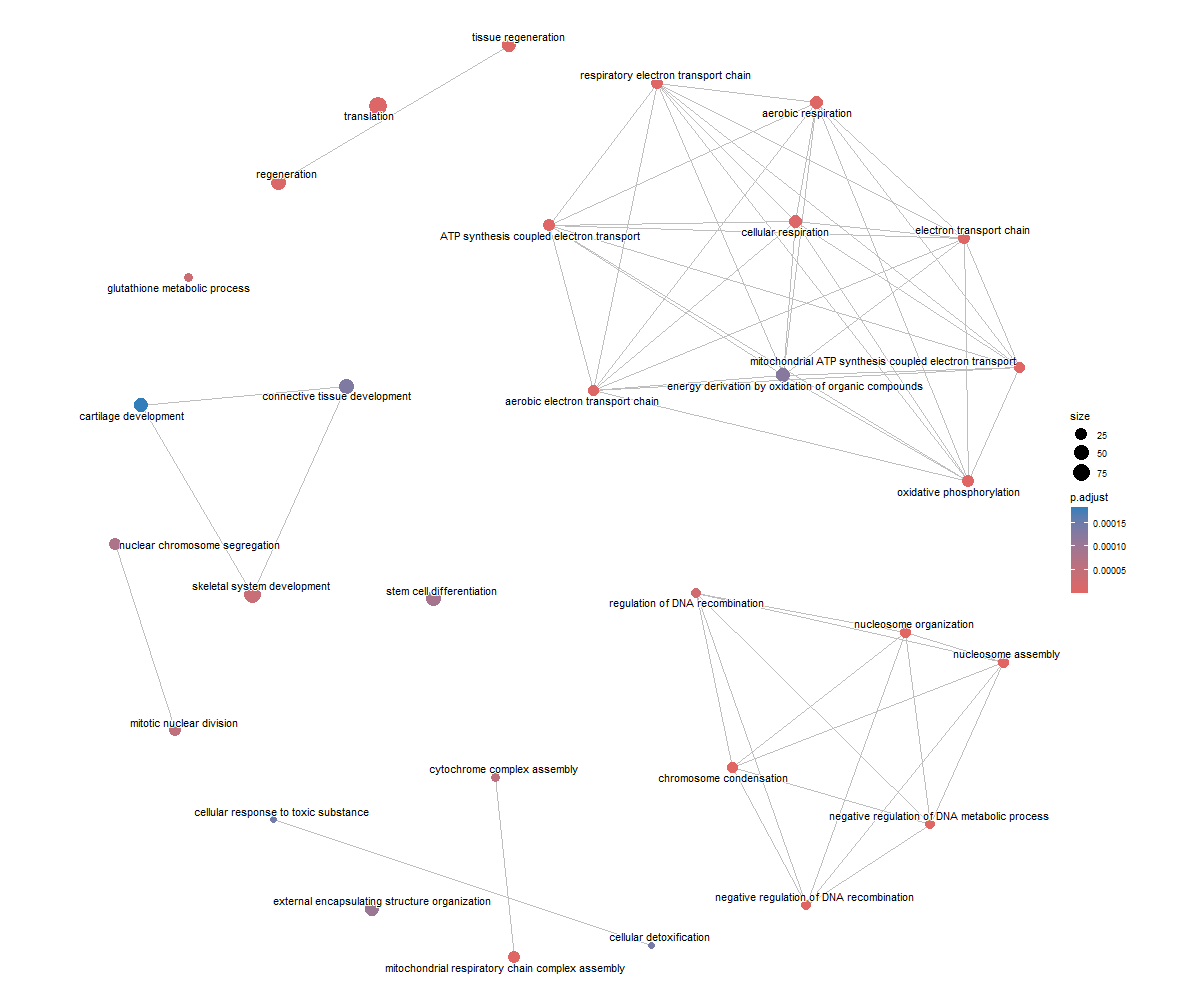 tissue regeneration
respiratory electron transport chain
aerobic respiration
translation
regeneration
ATP synthesis coupled electron transport
cellular respiration
electron transport chain
glutathione metabolic process
mitochondrial ATP synthesis coupled electron transport
energy derivation by oxidation of organic compounds
connective tissue development
aerobic electron transport chain
cartilage development
size
25
50
75
oxidative phosphorylation
p.adjust
0.00015
0.00010
0.00005
nuclear chromosome segregation
skeletal system development
stem cell differentiation
regulation of DNA recombination
nucleosome organization
nucleosome assembly
mitotic nuclear division
cytochrome complex assembly
chromosome condensation
cellular response to toxic substance
negative regulation of DNA metabolic process
external encapsulating structure organization
negative regulation of DNA recombination
cellular detoxification
mitochondrial respiratory chain complex assembly